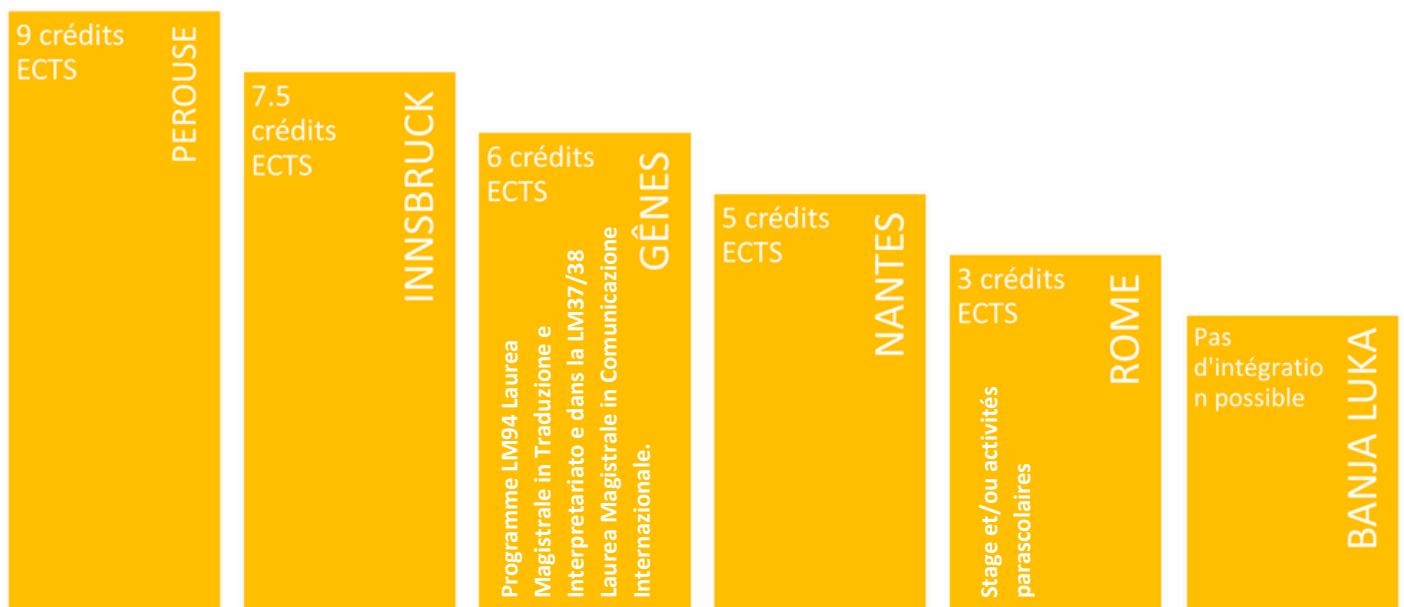 9 crédits
ECTS
PEROUSE
7.5
crédits
ECTS
INNSBRUCK
6 crédits
ECTS
GÊNES
Programme LM94 Laurea
Magistrale in Traduzione e
Interpretariato e dans la LM37/38
Laurea Magistrale in Comunicazione
Internazionale.
5 crédits
ECTS
NANTES
3 crédits
ECTS
ROME
Stage et/ou activités
parascolaires
Pas
d'intégratio
n possible
BANJA LUKA